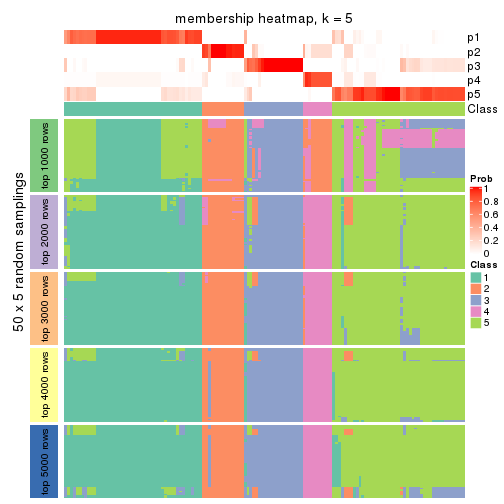 membership heatmap, k = 5
p1
p2
p3
p4
p5
Class
50 x 5 random samplings
top 1000 rows
top 2000 rows
top 3000 rows
top 4000 rows
top 5000 rows
Prob
1
0.8
0.6
0.4
0.2
0
Class
1
2
3
4
5